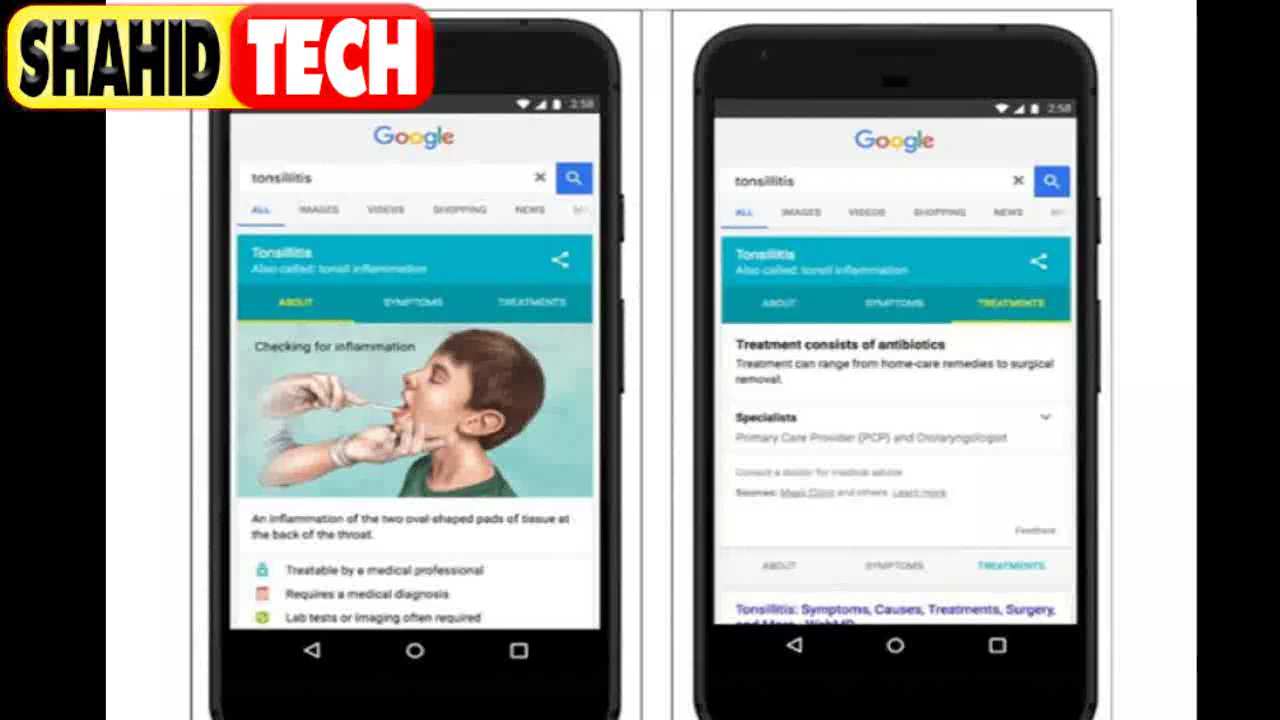 SHAHID TECH
2:58
Google
tonsillitis
ALL IMAGES VIDEOS SHOPPING NEWS
Tonsillitis
Also called: tonsil inflammation
ABOUT SYMPTOMS TREATMENTS
Checking for inflammation
An inflammation of the two oval-shaped pads of tissue at
the back of the throat.
Treatable by a medical professional
Requires a medical diagnosis
Lab tests or imaging often required
2:58
Google
tonsillitis
ALL IMAGES VIDEOS SHOPPING NEWS
Tonsillitis
Also called: tonsil inflammation
ABOUT SYMPTOMS TREATMENTS
Treatment consists of antibiotics
Treatment can range from home-care remedies to surgical
removal.
Specialists
Primary Care Provider (PCP) and Otolaryngologist
Consult a doctor for medical advice
Sources: Mayo Clinic and others. Learn more
Feedback
ABOUT SYMPTOMS TREATMENTS
Tonsillitis: Symptoms, Causes, Treatments, Surgery,
and More - WebMD